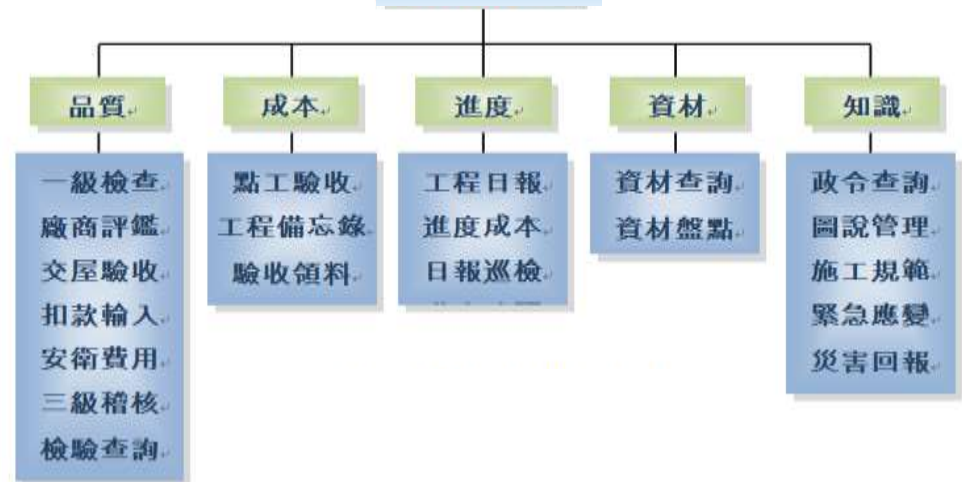 品質
一級檢查
廠商評鑑
交屋驗收
扣款輸入
安衛費用
三級稽核
檢驗查詢
成本
點工驗收
工程備忘錄
驗收領料
進度
工程日報
進度成本
日報巡檢
資材
資材查詢
資材盤點
知識
政令查詢
圖說管理
施工規範
緊急應變
災害回報